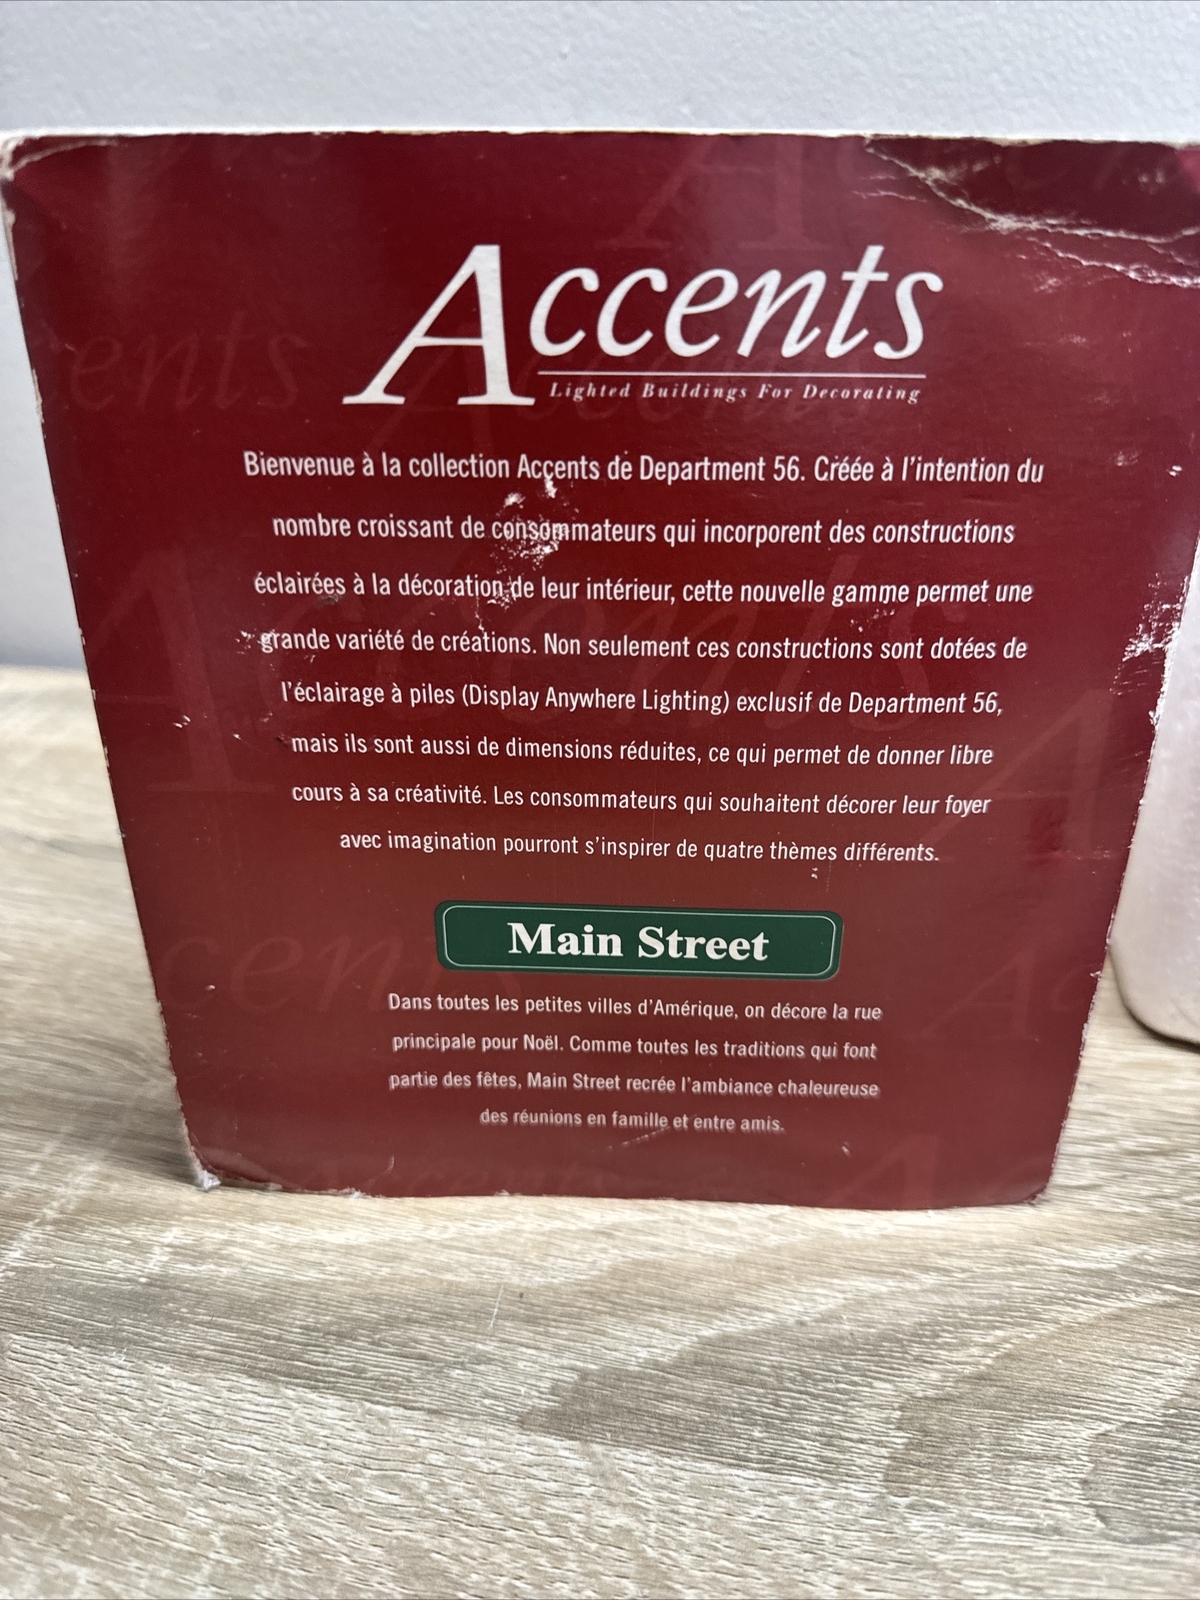 Accents
Lighted Buildings For Decorating
Bienvenue à la collection Accents de Department 56. Créée à l'intention du
nombre croissant de consommateurs qui incorporent des constructions
éclairées à la décoration de leur intérieur, cette nouvelle gamme permet une
grande variété de créations. Non seulement ces constructions sont dotées de
l'éclairage à piles (Display Anywhere Lighting) exclusif de Department 56,
mais ils sont aussi de dimensions réduites, ce qui permet de donner libre
cours à sa créativité. Les consommateurs qui souhaitent décorer leur foyer
avec imagination pourront s'inspirer de quatre thèmes différents.
Main Street
Dans toutes les petites villes d'Amérique, on décore la rue
principale pour Noël. Comme toutes les traditions qui font
partie des fêtes, Main Street recrée l'ambiance chaleureuse
des réunions en famille et entre amis.